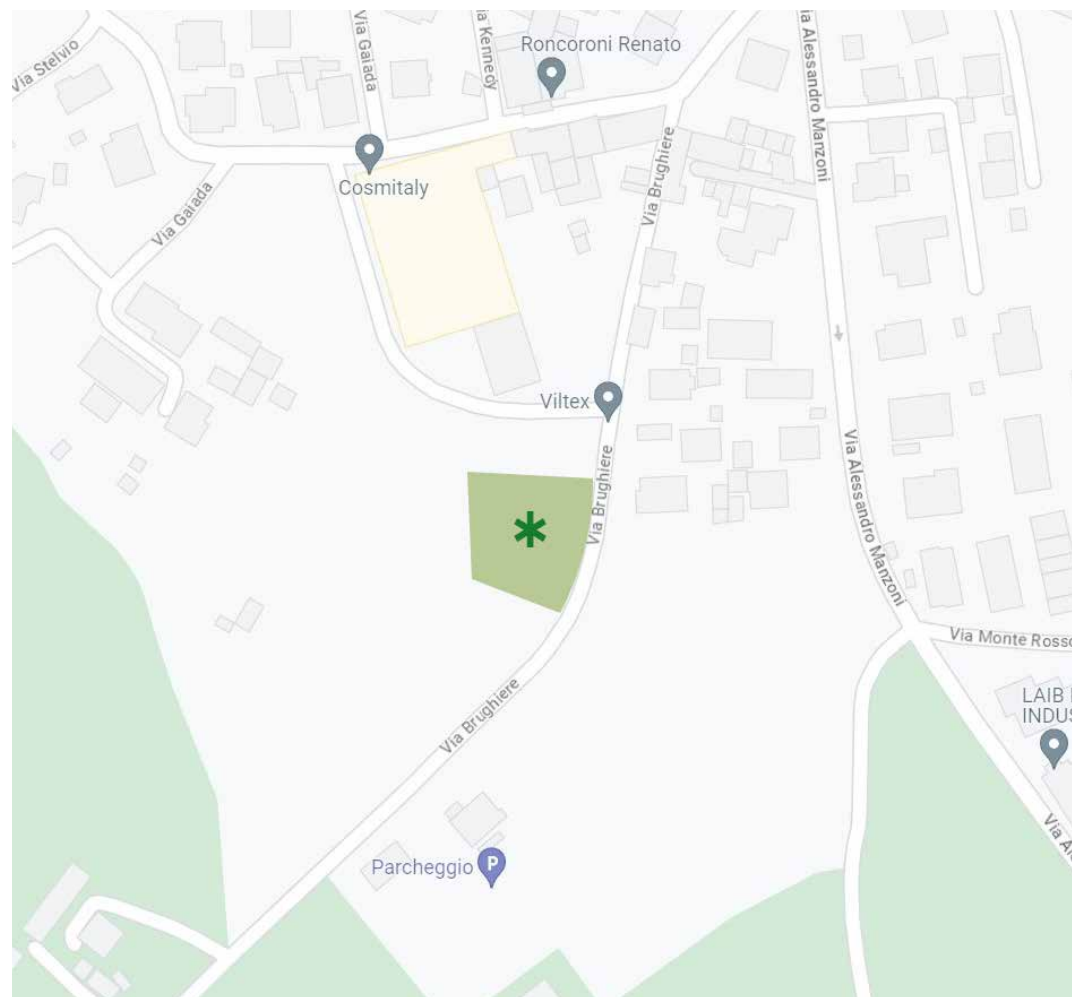 Via Stelvio
Via Gaiada
Via Kennedy
Roncoroni Renato
Via Alessandro Manzoni
Cosmitaly
Via Gaiada
Via Brughiere
Viltex
Via Brughiere
Via Alessandro Manzoni
Via Monte Rosso
LAIB
INDUS
Via Brughiere
Parcheggio
P